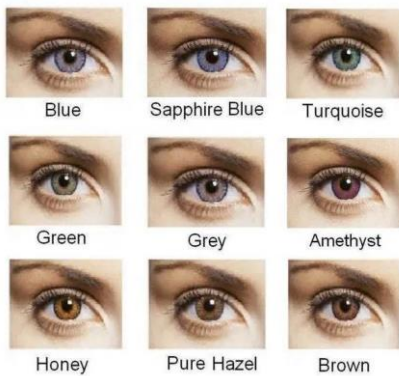 Blue
Sapphire Blue
Turquoise
Green
Grey
Amethyst
Honey
Pure Hazel
Brown